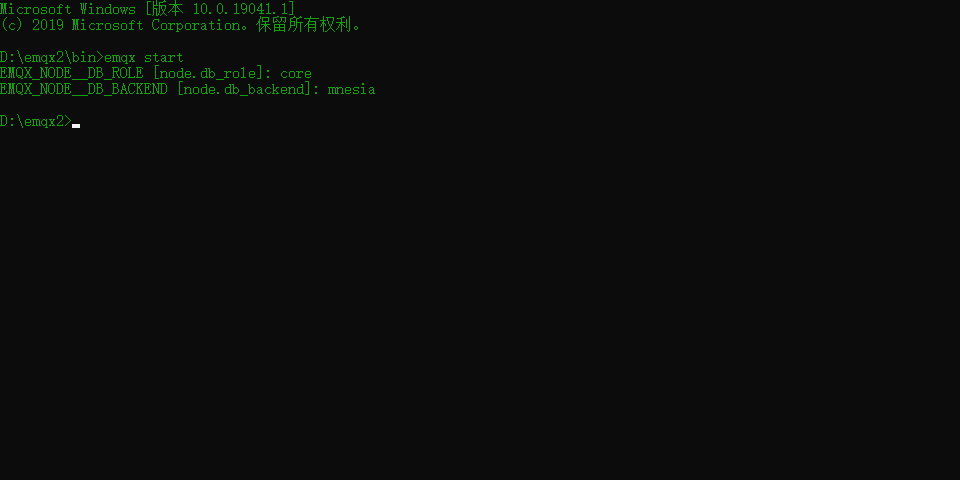 Microsoft Windows [版本 10.0.19041.1]
(c) 2019 Microsoft Corporation。保留所有权利。
D:\emqx2\bin>emqx start
EMQX_NODE__DB_ROLE [node.db_role]: core
EMQX_NODE__DB_BACKEND [node.db_backend]: mnesia
D:\emqx2>